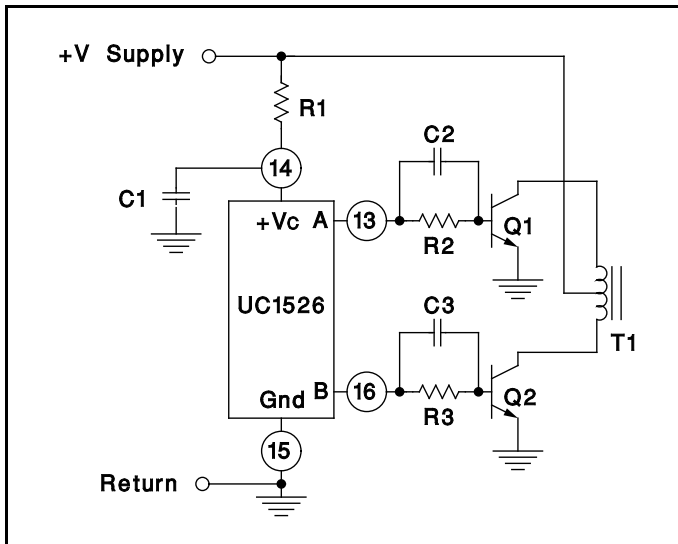 +V Supply
R1
C2
14
C1
+Vc A
13
R2
Q1
UC1526
C3
T1
Gnd B
16
R3
Q2
15
Return